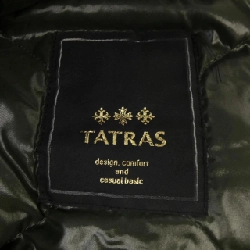 TATRAS
design, comfort
and
casual basic